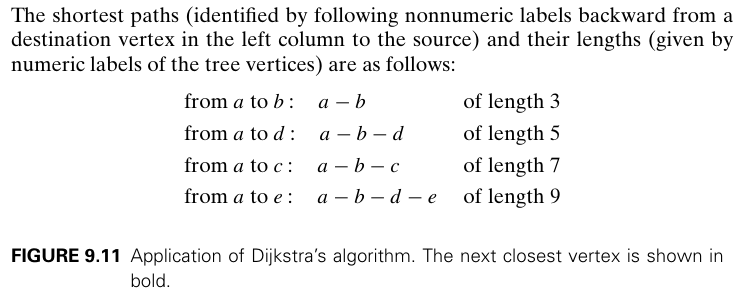 The shortest paths (identified by following nonnumeric labels backward from a
destination vertex in the left column to the source) and their lengths (given by
numeric labels of the tree vertices) are as follows:
from a to b : a – b of length 3
from a to d : a – b – d of length 5
from a to c : a – b – c of length 7
from a to e : a – b – d – e of length 9
FIGURE 9.11 Application of Dijkstra's algorithm. The next closest vertex is shown in
bold.